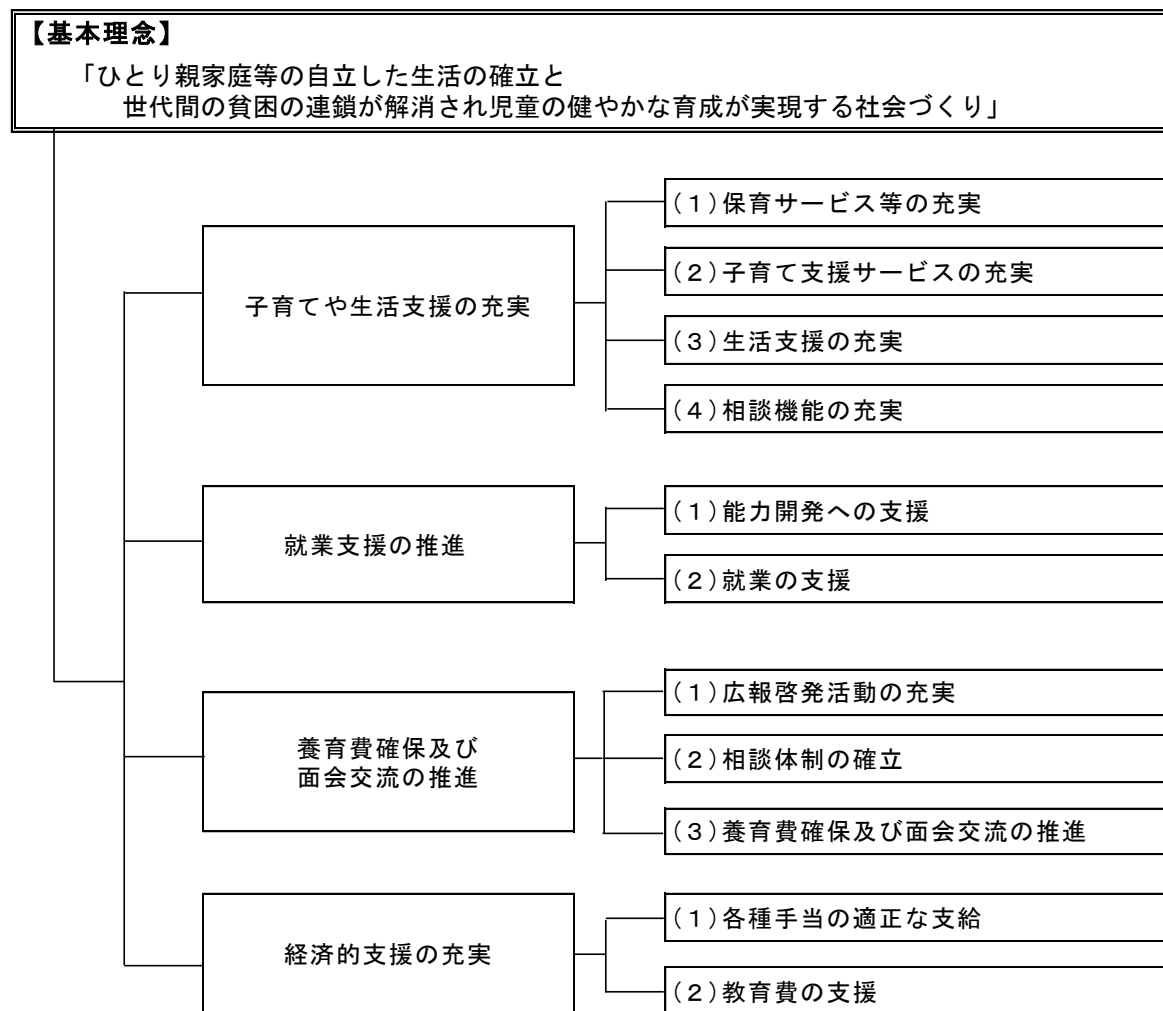 【基本理念】
「ひとり親家庭等の自立した生活の確立と
世代間の貧困の連鎖が解消され児童の健やかな育成が実現する社会づくり」
子育てや生活支援の充実
(1)保育サービス等の充実
(2)子育て支援サービスの充実
(3)生活支援の充実
(4)相談機能の充実
就業支援の推進
(1)能力開発への支援
(2)就業の支援
養育費確保及び
面会交流の推進
(1)広報啓発活動の充実
(2)相談体制の確立
(3)養育費確保及び面会交流の推進
経済的支援の充実
(1)各種手当の適正な支給
(2)教育費の支援